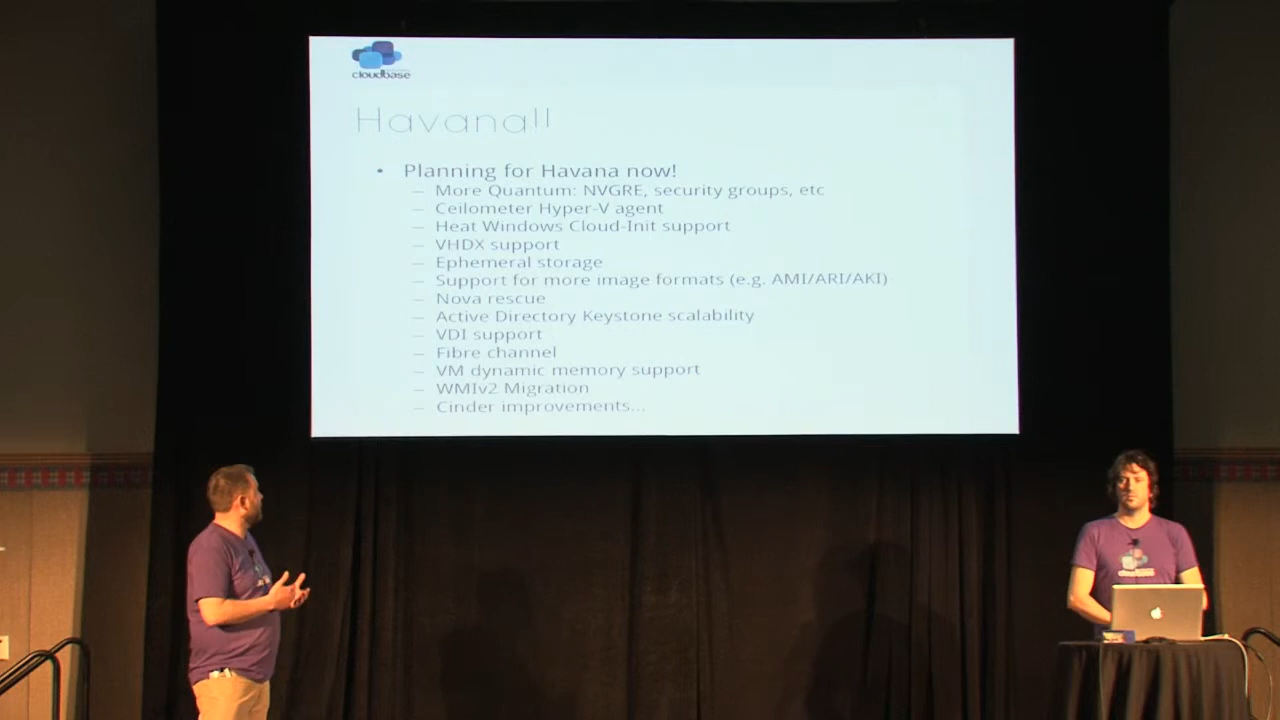 cloudbase
Havana!!
• Planning for Havana now!
– More Quantum: NVGRE, security groups, etc
– Ceilometer Hyper-V agent
– Heat Windows Cloud-Init support
– VHDX support
– Ephemeral storage
– Support for more image formats (e.g. AMI/ARI/AKI)
– Nova rescue
– Active Directory Keystone scalability
– VDI support
– Fibre channel
– VM dynamic memory support
– WMIv2 Migration
– Cinder improvements...